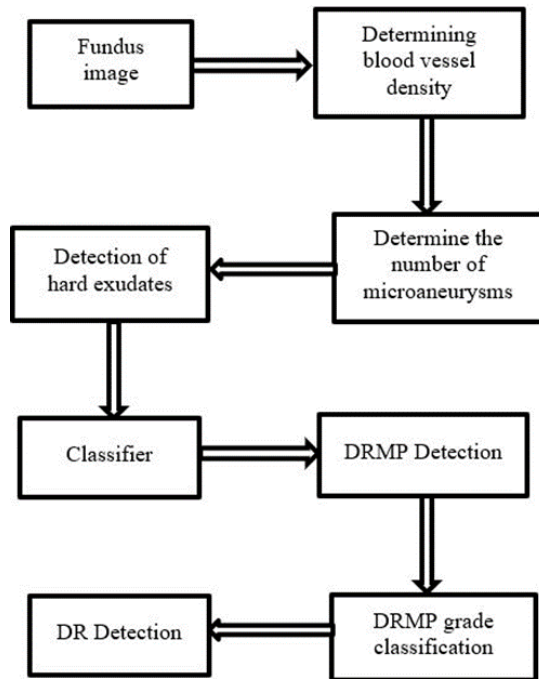 Fundus
image
Determining
blood vessel
density
Determine the
number of
microaneurysms
Detection of
hard exudates
Classifier
DRMP Detection
DRMP grade
classification
DR Detection